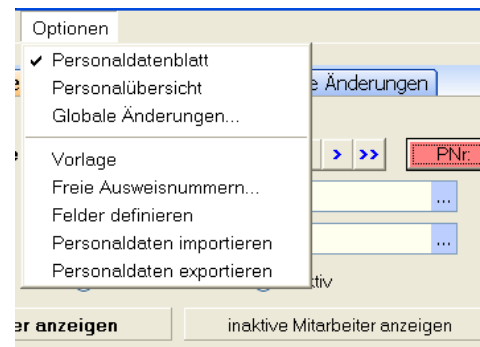 Optionen
Personaldatenblatt
Personalübersicht
Änderungen
Globale Änderungen...
Vorlage
> >> PNr:
Freie Ausweisnummern...
...
Felder definieren
Personaldaten importieren
...
Personaldaten exportieren
anzeigen inaktive Mitarbeiter anzeigen